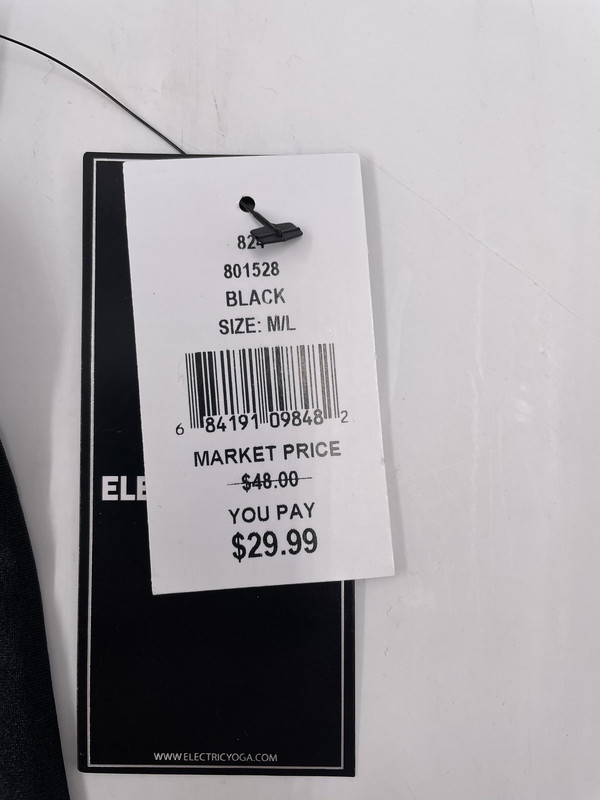 824
801528
BLACK
SIZE: M/L
6 84191 09848 2
MARKET PRICE
$48.00
YOU PAY
$29.99
ELE
WWW.ELECTRICYOGA.COM